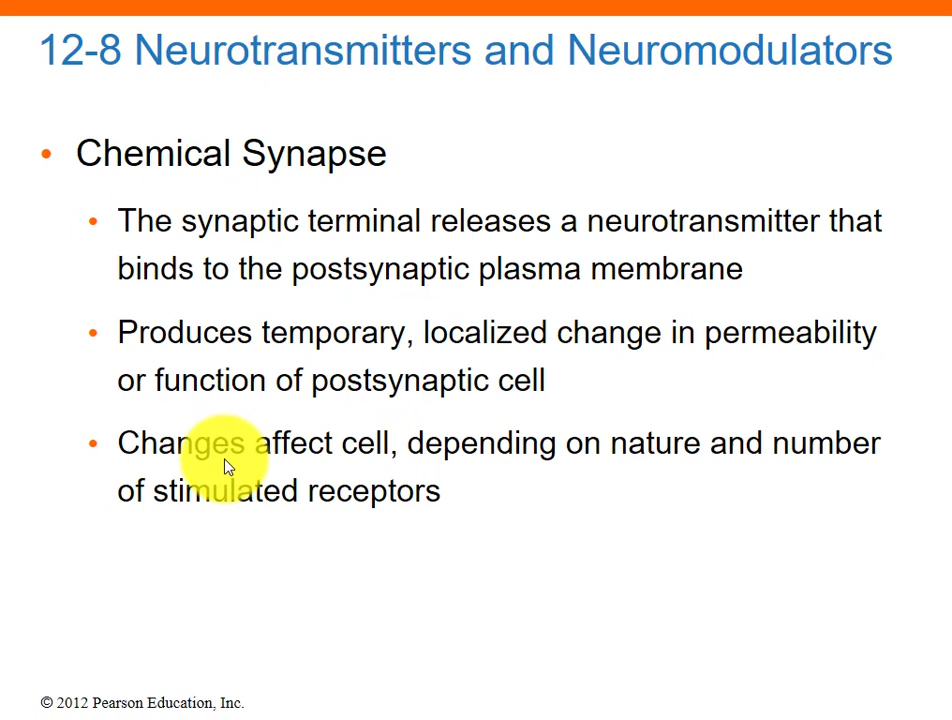 12-8 Neurotransmitters and Neuromodulators
• Chemical Synapse
• The synaptic terminal releases a neurotransmitter that
binds to the postsynaptic plasma membrane
• Produces temporary, localized change in permeability
or function of postsynaptic cell
• Changes affect cell, depending on nature and number
of stimulated receptors
© 2012 Pearson Education, Inc.